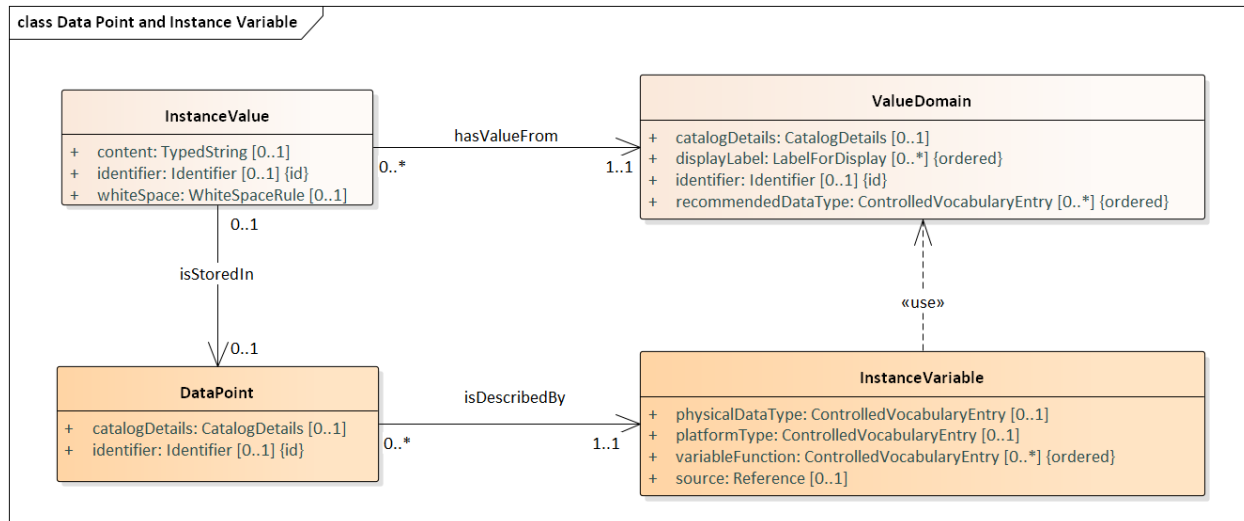 class Data Point and Instance Variable
InstanceValue
+ content: TypedString [0..1]
+ identifier: Identifier [0..1] {id}
+ whiteSpace: WhiteSpaceRule [0..1]
hasValueFrom
0..*
1..1
ValueDomain
+ catalogDetails: CatalogDetails [0..1]
+ displayLabel: LabelForDisplay [0..*] {ordered}
+ identifier: Identifier [0..1] {id}
+ recommendedDataType: ControlledVocabularyEntry [0..*] {ordered}
0..1
isStoredIn
0..1
«use»
DataPoint
+ catalogDetails: CatalogDetails [0..1]
+ identifier: Identifier [0..1] {id}
isDescribedBy
0..*
1..1
InstanceVariable
+ physicalDataType: ControlledVocabularyEntry [0..1]
+ platformType: ControlledVocabularyEntry [0..1]
+ variableFunction: ControlledVocabularyEntry [0..*] {ordered}
+ source: Reference [0..1]